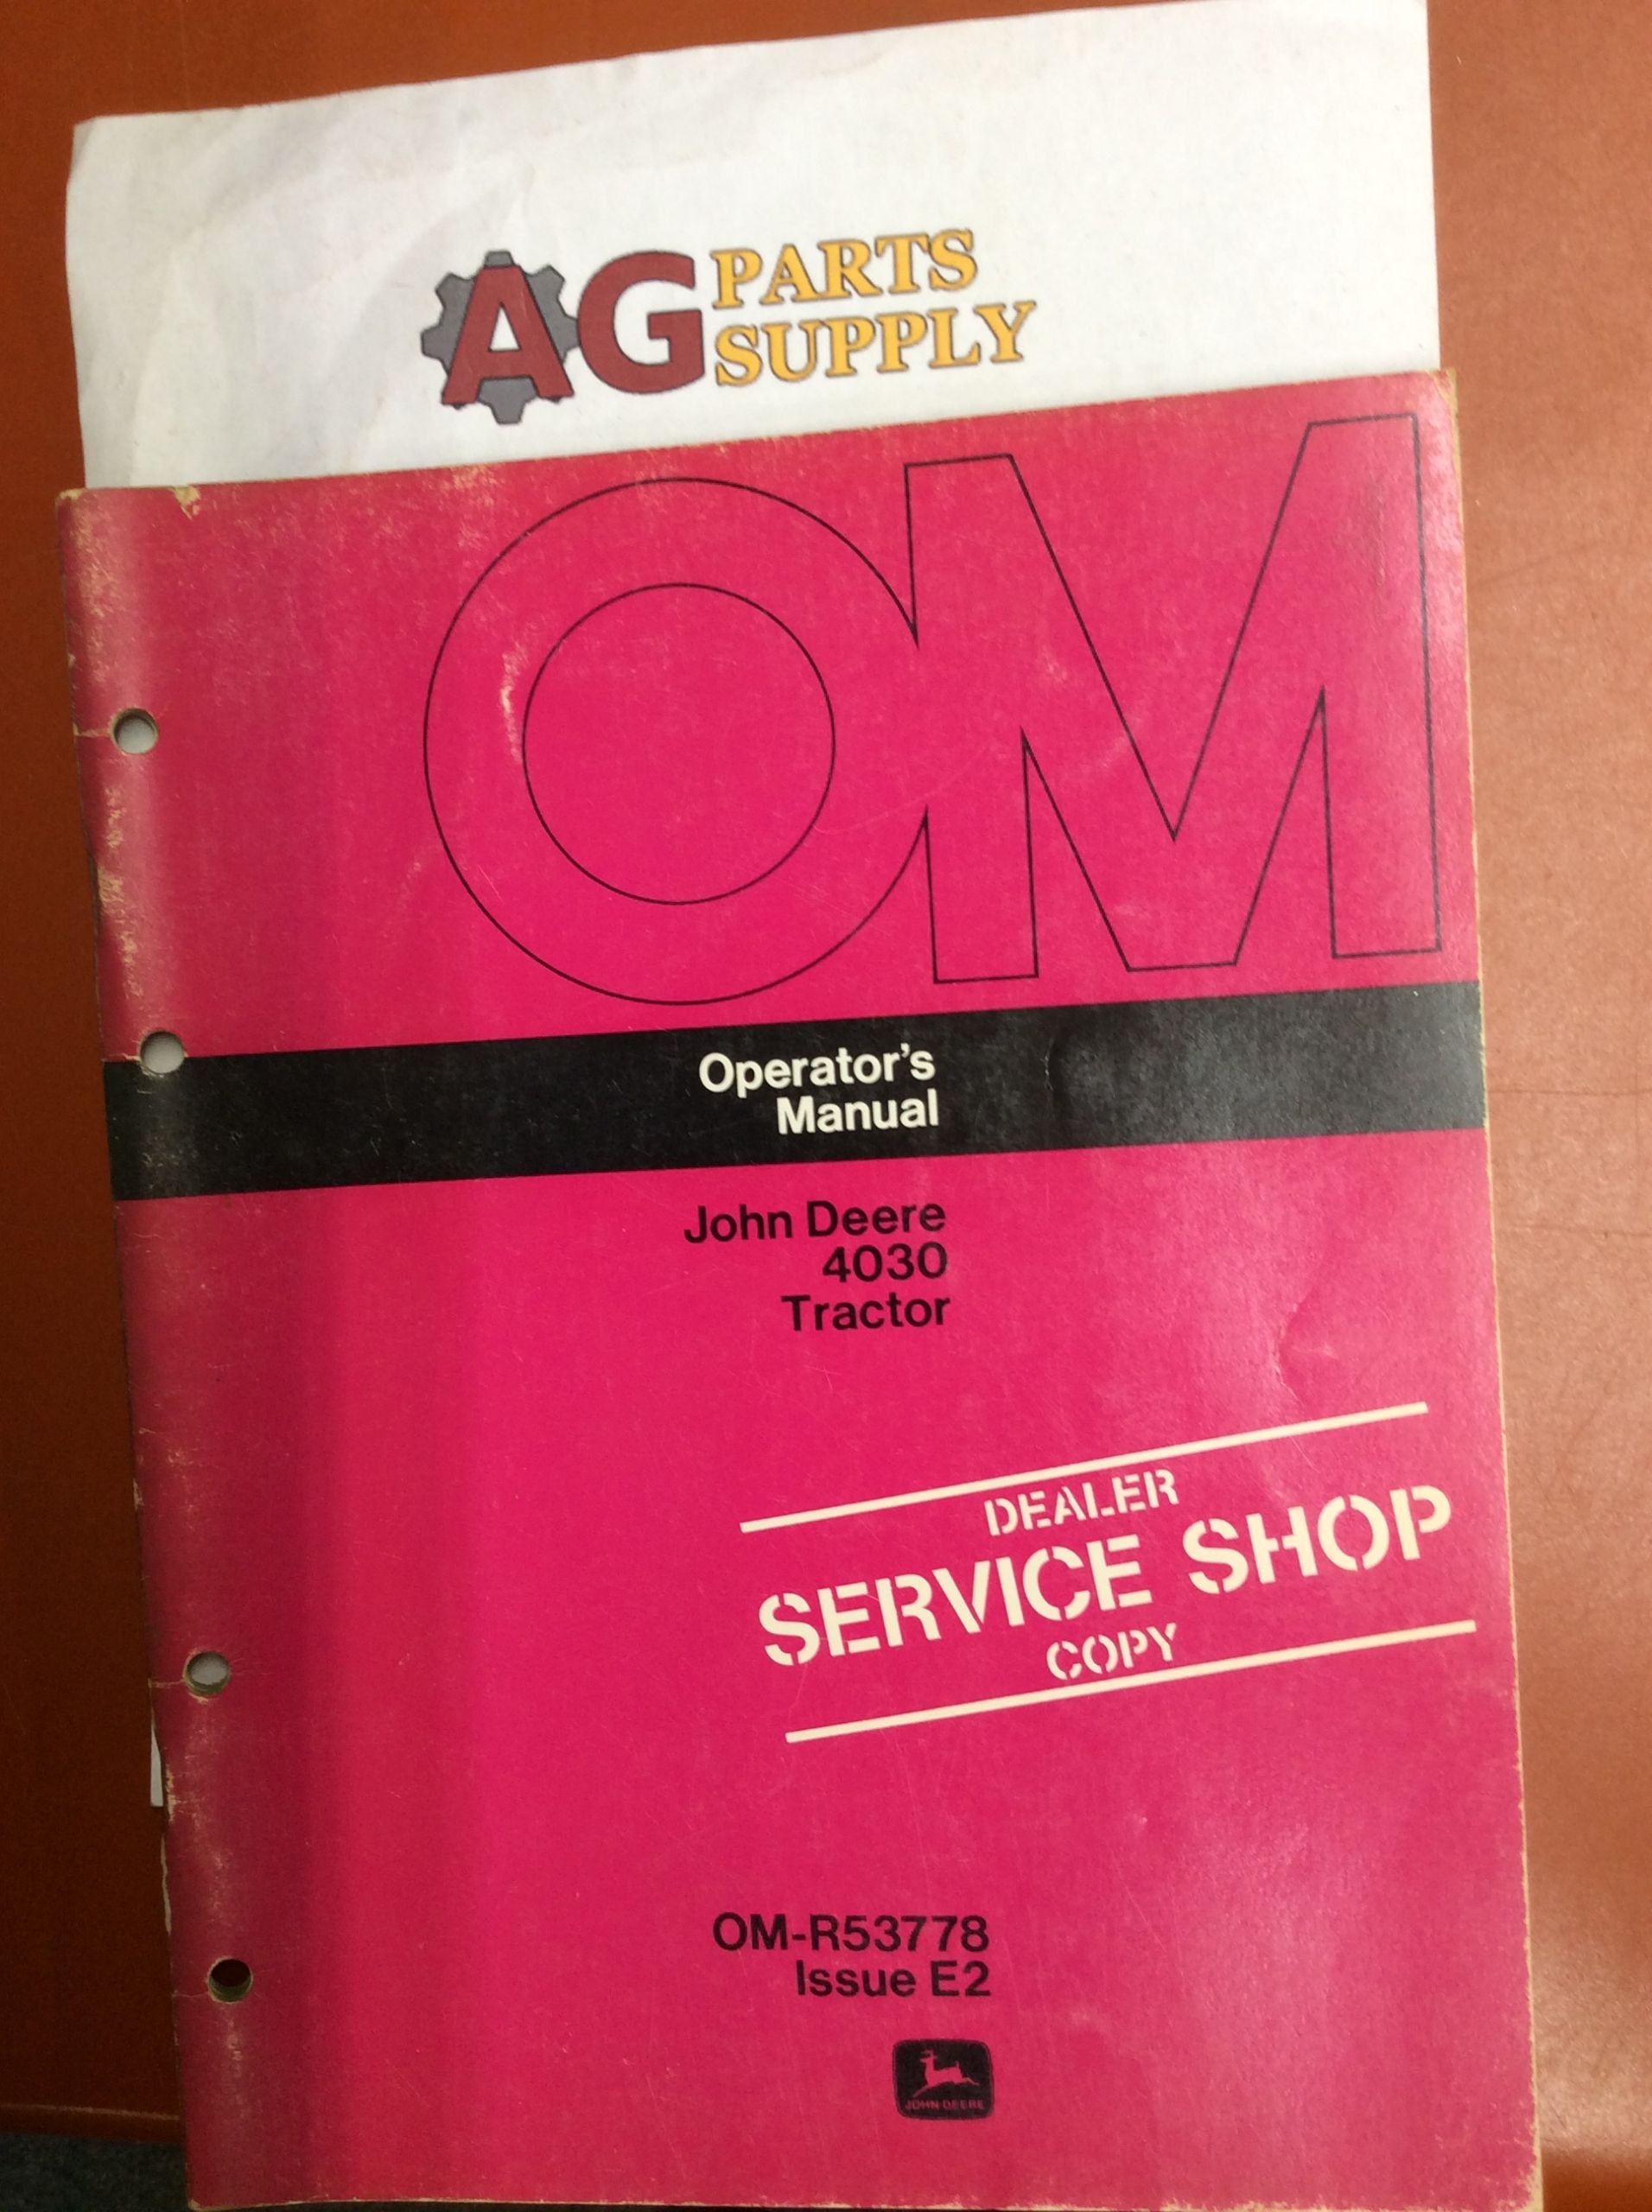 AG PARTS
SUPPLY
OM
Operator's
Manual
John Deere
4030
Tractor
DEALER
SERVICE SHOP
COPY
OM-R53778
Issue E2
JOHN DEERE